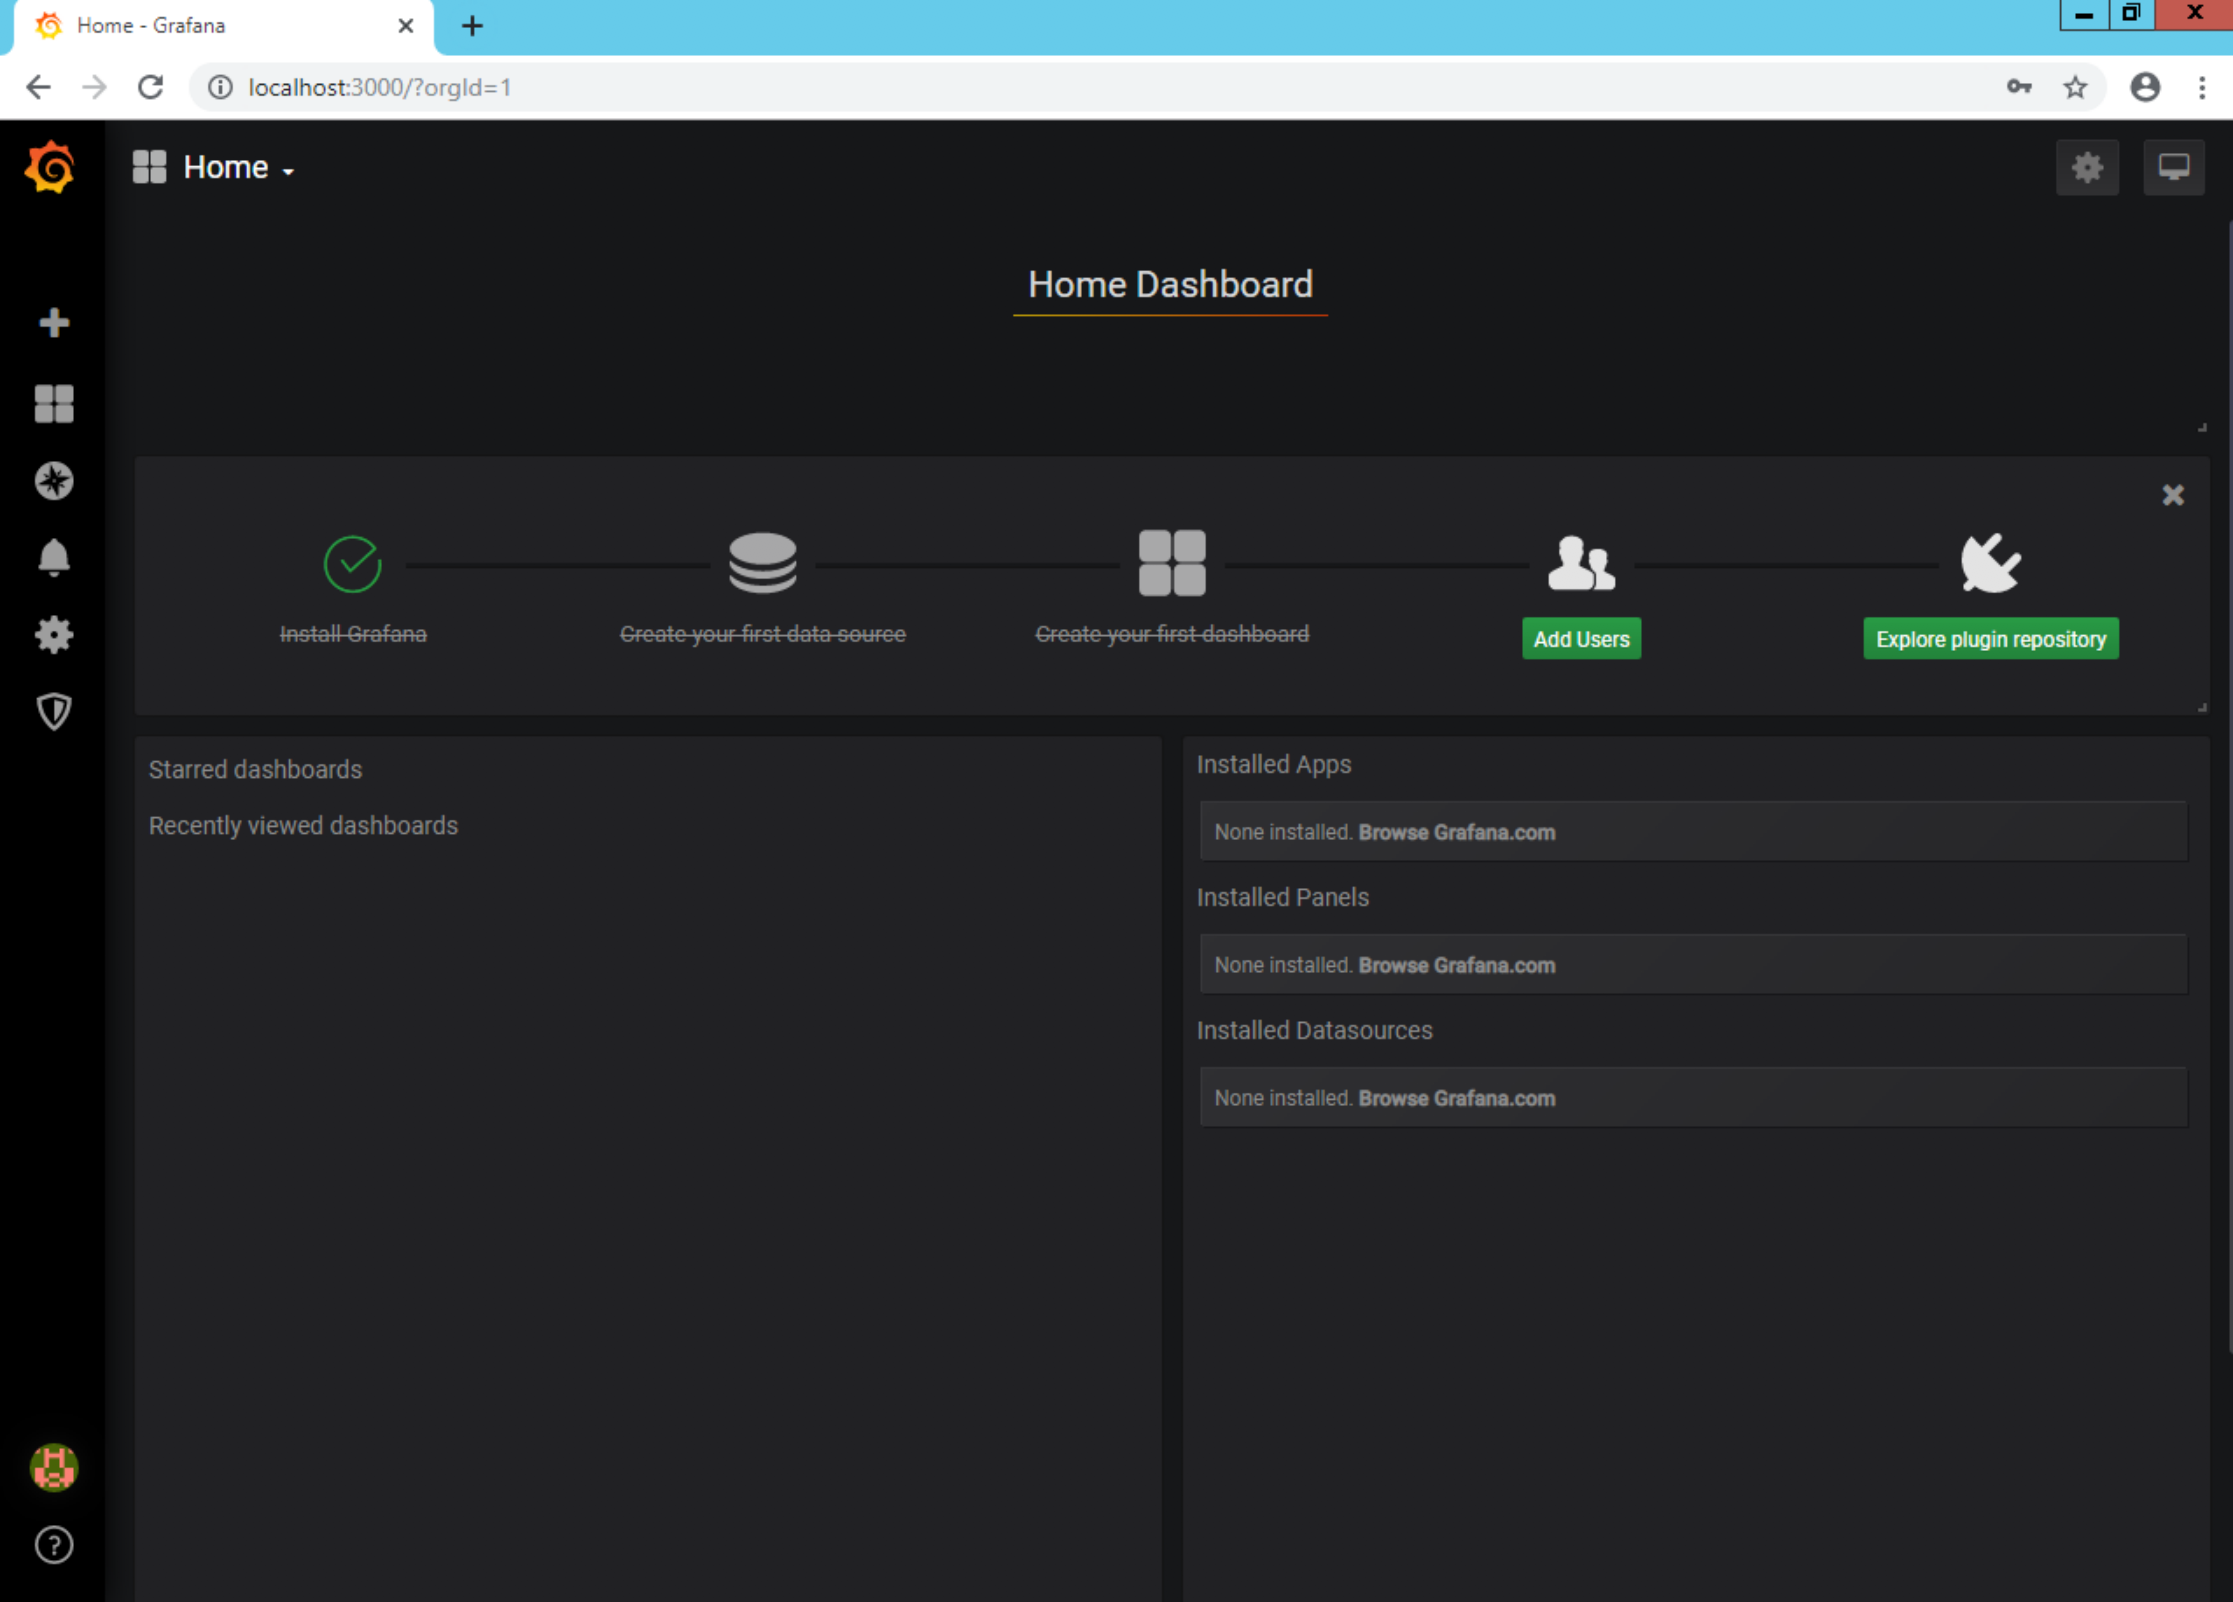 Home - Grafana
localhost:3000/?orgId=1
Home
Home Dashboard
Install Grafana
Create your first data source
Create your first dashboard
Add Users
Explore plugin repository
Starred dashboards
Recently viewed dashboards
Installed Apps
None installed. Browse Grafana.com
Installed Panels
None installed. Browse Grafana.com
Installed Datasources
None installed. Browse Grafana.com